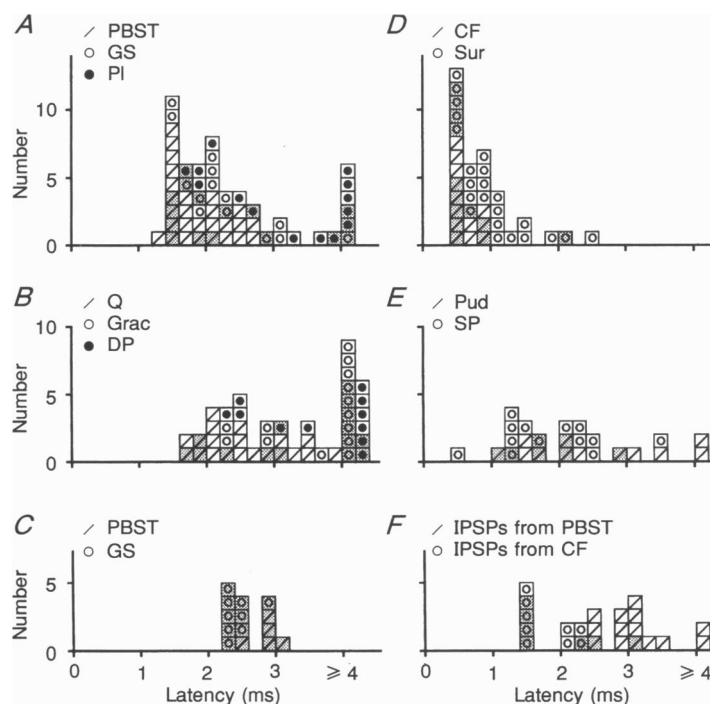 A
PBST
GS
Pl
Number
10
5
0
D
CF
Sur
B
Q
Grac
DP
Number
10
5
0
E
Pud
SP
C
PBST
GS
Number
5
0
0 1 2 3 ⩾ 4
Latency (ms)
F
IPSPs from PBST
IPSPs from CF
0 1 2 3 ⩾ 4
Latency (ms)